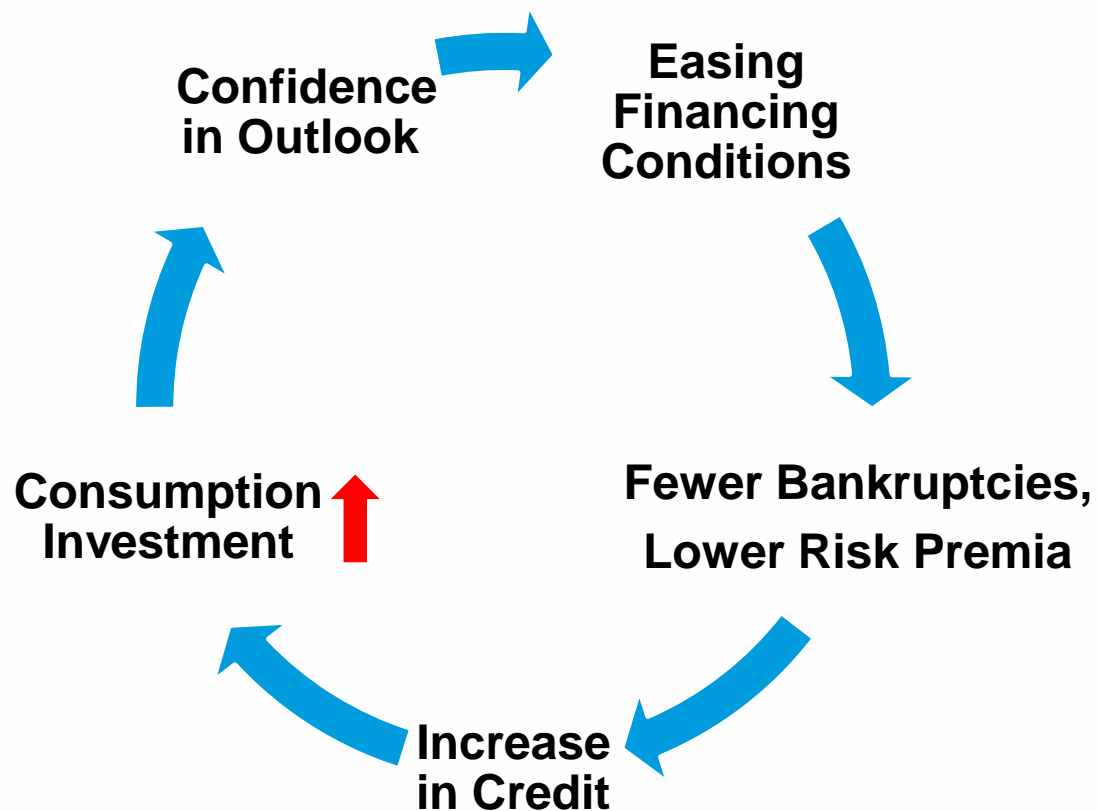 Confidence
in Outlook
Easing
Financing
Conditions
Fewer Bankruptcies,
Lower Risk Premia
Increase
in Credit
Consumption
Investment